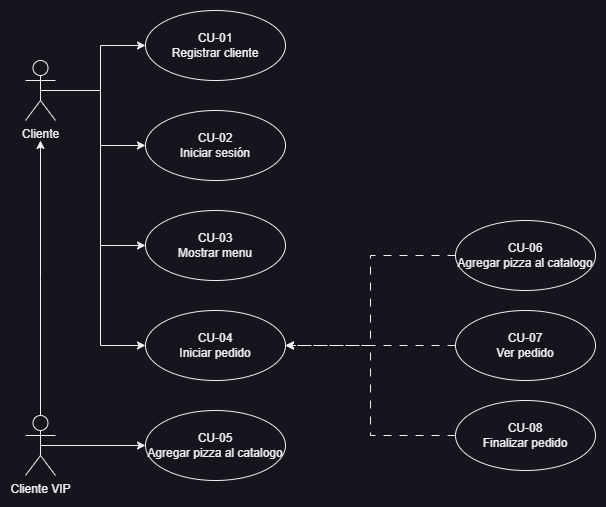 CU-01
Registrar cliente
Cliente
CU-02
Iniciar sesión
CU-03
Mostrar menu
CU-04
Iniciar pedido
CU-06
Agregar pizza al catalogo
CU-07
Ver pedido
CU-08
Finalizar pedido
CU-05
Agregar pizza al catalogo
Cliente VIP